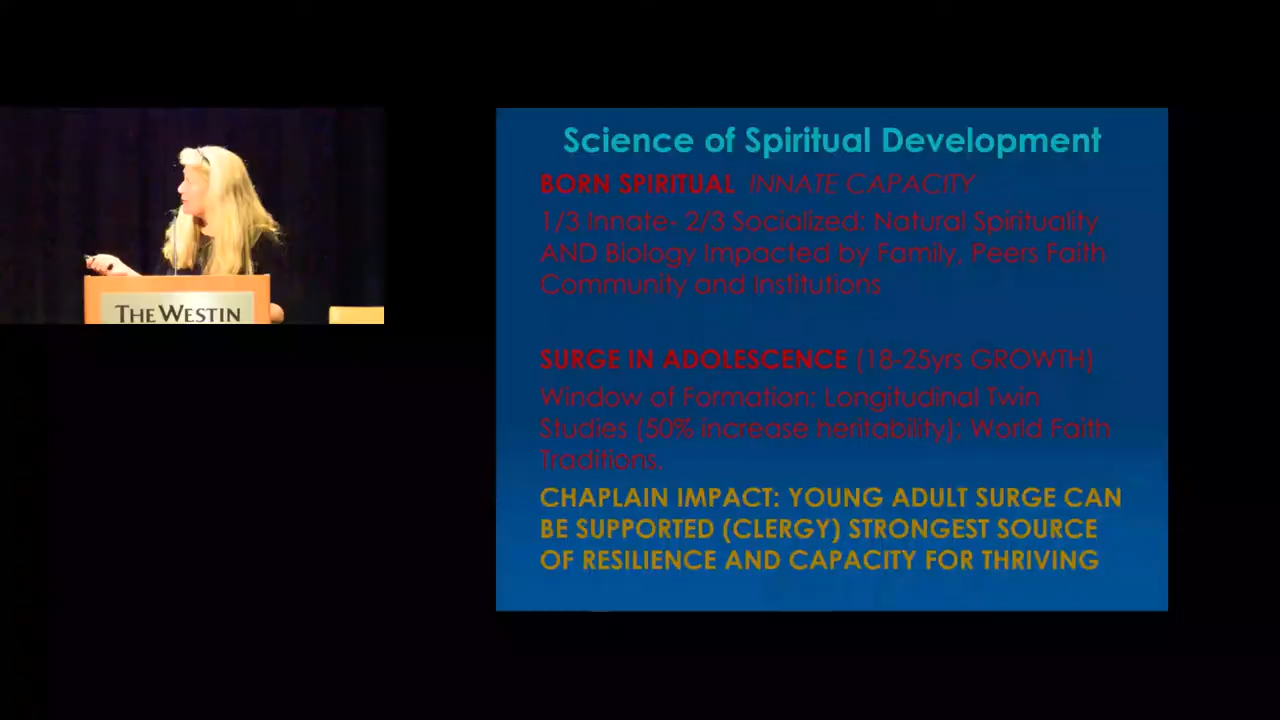 THE WESTIN
Science of Spiritual Development
BORN SPIRITUAL INNATE CAPACITY
1/3 Innate- 2/3 Socialized: Natural Spirituality
AND Biology Impacted by Family, Peers Faith
Community and Institutions
SURGE IN ADOLESCENCE (18-25yrs GROWTH)
Window of Formation: Longitudinal Twin
Studies (50% increase heritability); World Faith
Traditions.
CHAPLAIN IMPACT: YOUNG ADULT SURGE CAN
BE SUPPORTED (CLERGY) STRONGEST SOURCE
OF RESILIENCE AND CAPACITY FOR THRIVING